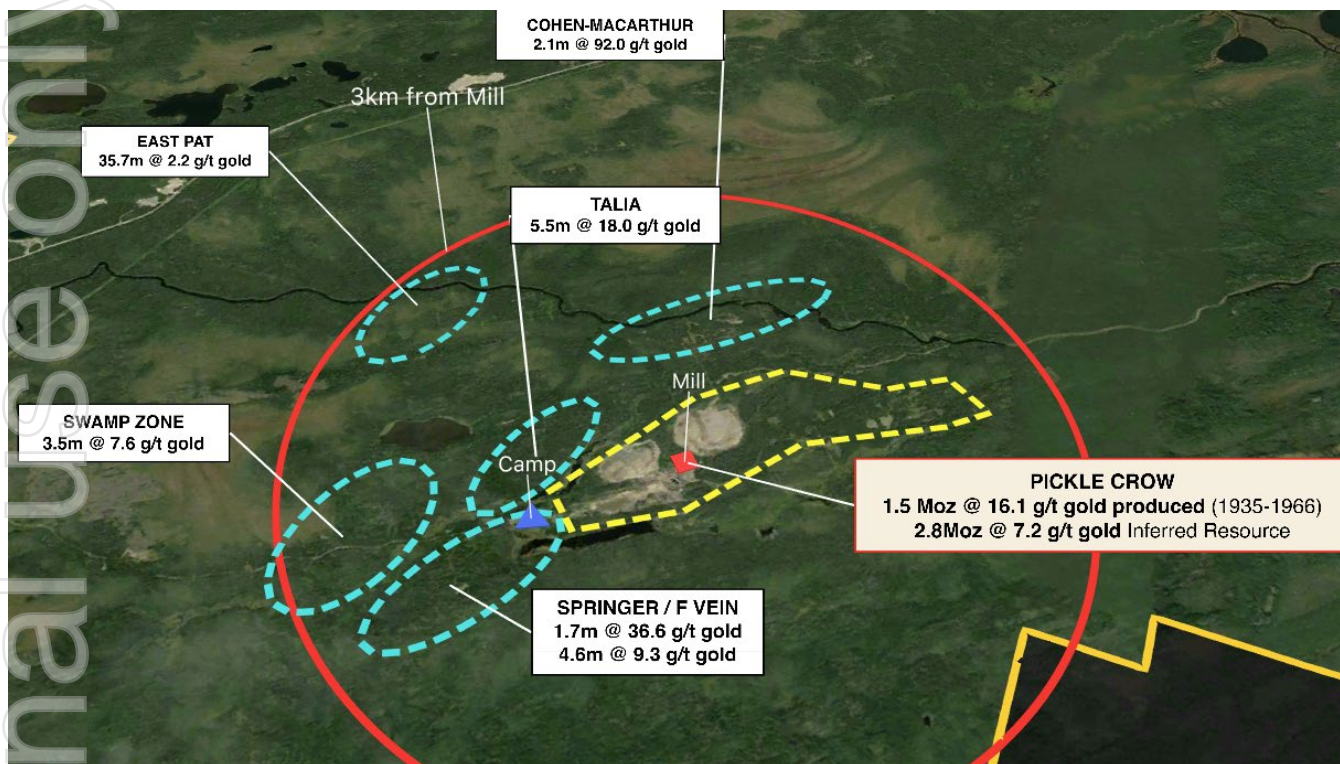 COHEN-MACARTHUR
2.1m @ 92.0 g/t gold
3km from Mill
EAST PAT
35.7m @ 2.2 g/t gold
TALIA
5.5m @ 18.0 g/t gold
Mill
SWAMP ZONE
3.5m @ 7.6 g/t gold
Camp
PICKLE CROW
1.5 Moz @ 16.1 g/t gold produced (1935-1966)
2.8Moz @ 7.2 g/t gold Inferred Resource
SPRINGER / F VEIN
1.7m @ 36.6 g/t gold
4.6m @ 9.3 g/t gold
nal use only